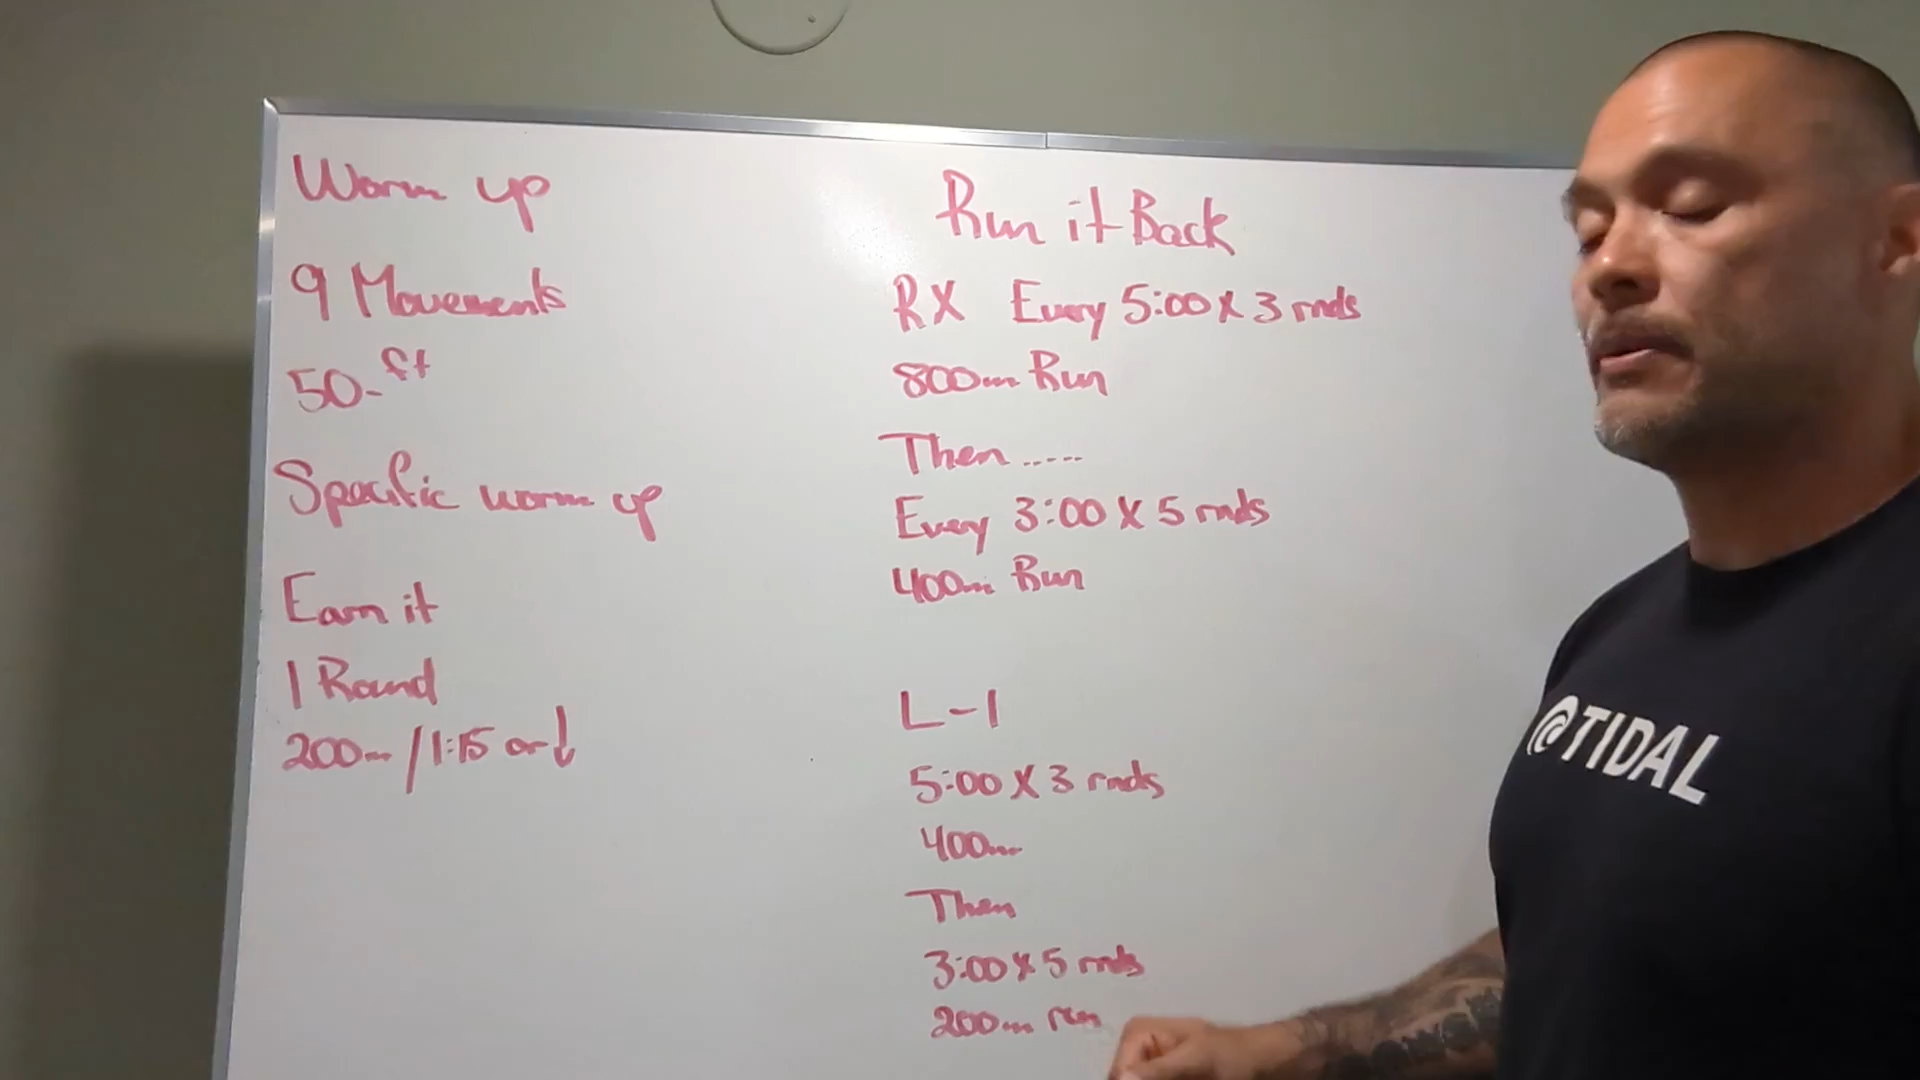 Warm up
9 Movements
50-ft
Specific warm up
Earn it
1 Round
200m / 1:15 or ↓
Run it Back
RX Every 5:00 X 3 rnds
800m Run
Then .....
Every 3:00 X 5 rnds
400m Run
L-1
5:00 X 3 rnds
400m
Then
3:00 X 5 rnds
200m run
@TIDAL